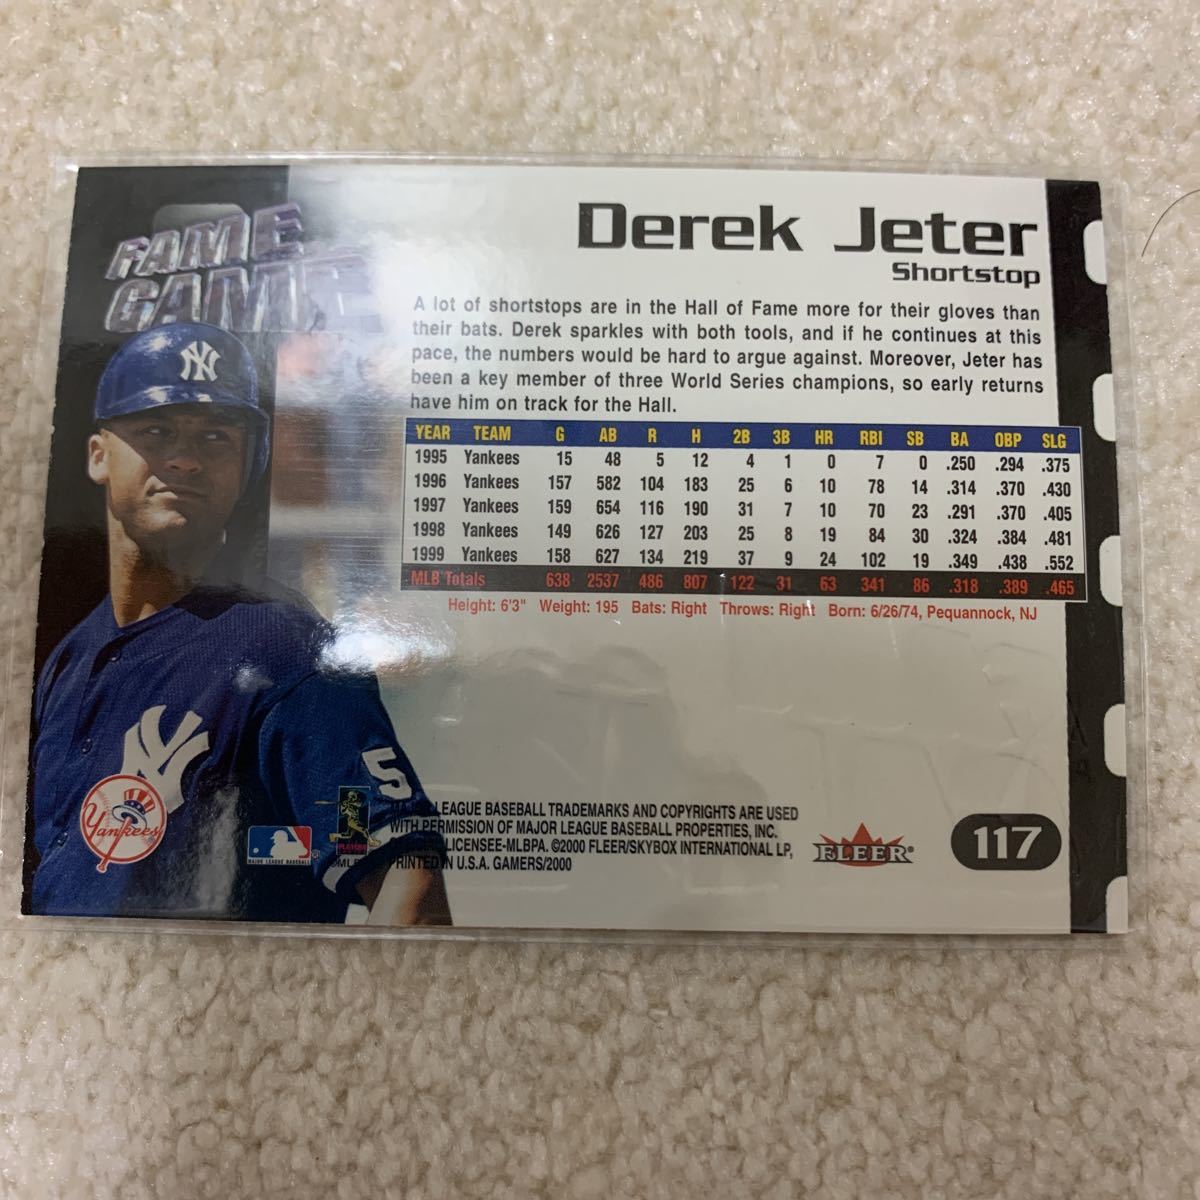 FAME
GAME
Derek Jeter
Shortstop
A lot of shortstops are in the Hall of Fame more for their gloves than
their bats. Derek sparkles with both tools, and if he continues at this
pace, the numbers would be hard to argue against. Moreover, Jeter has
been a key member of three World Series champions, so early returns
have him on track for the Hall.
YEAR TEAM G AB R H 2B 3B HR RBI SB BA OBP SLG
1995 Yankees 15 48 5 12 4 1 0 7 0 .250 .294 .375
1996 Yankees 157 582 104 183 25 6 10 78 14 .314 .370 .430
1997 Yankees 159 654 116 190 31 7 10 70 23 .291 .370 .405
1998 Yankees 149 626 127 203 25 8 19 84 30 .324 .384 .481
1999 Yankees 158 627 134 219 37 9 24 102 19 .349 .438 .552
MLB Totals 638 2537 486 807 122 31 63 341 86 .318 .389 .465
Height: 6'3" Weight: 195 Bats: Right Throws: Right Born: 6/26/74, Pequannock, NJ
NY
NY
5
Yankees
MAJOR LEAGUE BASEBALL
PLAYERS
MAJOR LEAGUE BASEBALL TRADEMARKS AND COPYRIGHTS ARE USED
WITH PERMISSION OF MAJOR LEAGUE BASEBALL PROPERTIES, INC.
LICENSEE-MLBPA. ©2000 FLEER/SKYBOX INTERNATIONAL LP,
PRINTED IN U.S.A. GAMERS/2000
FLEER®
117